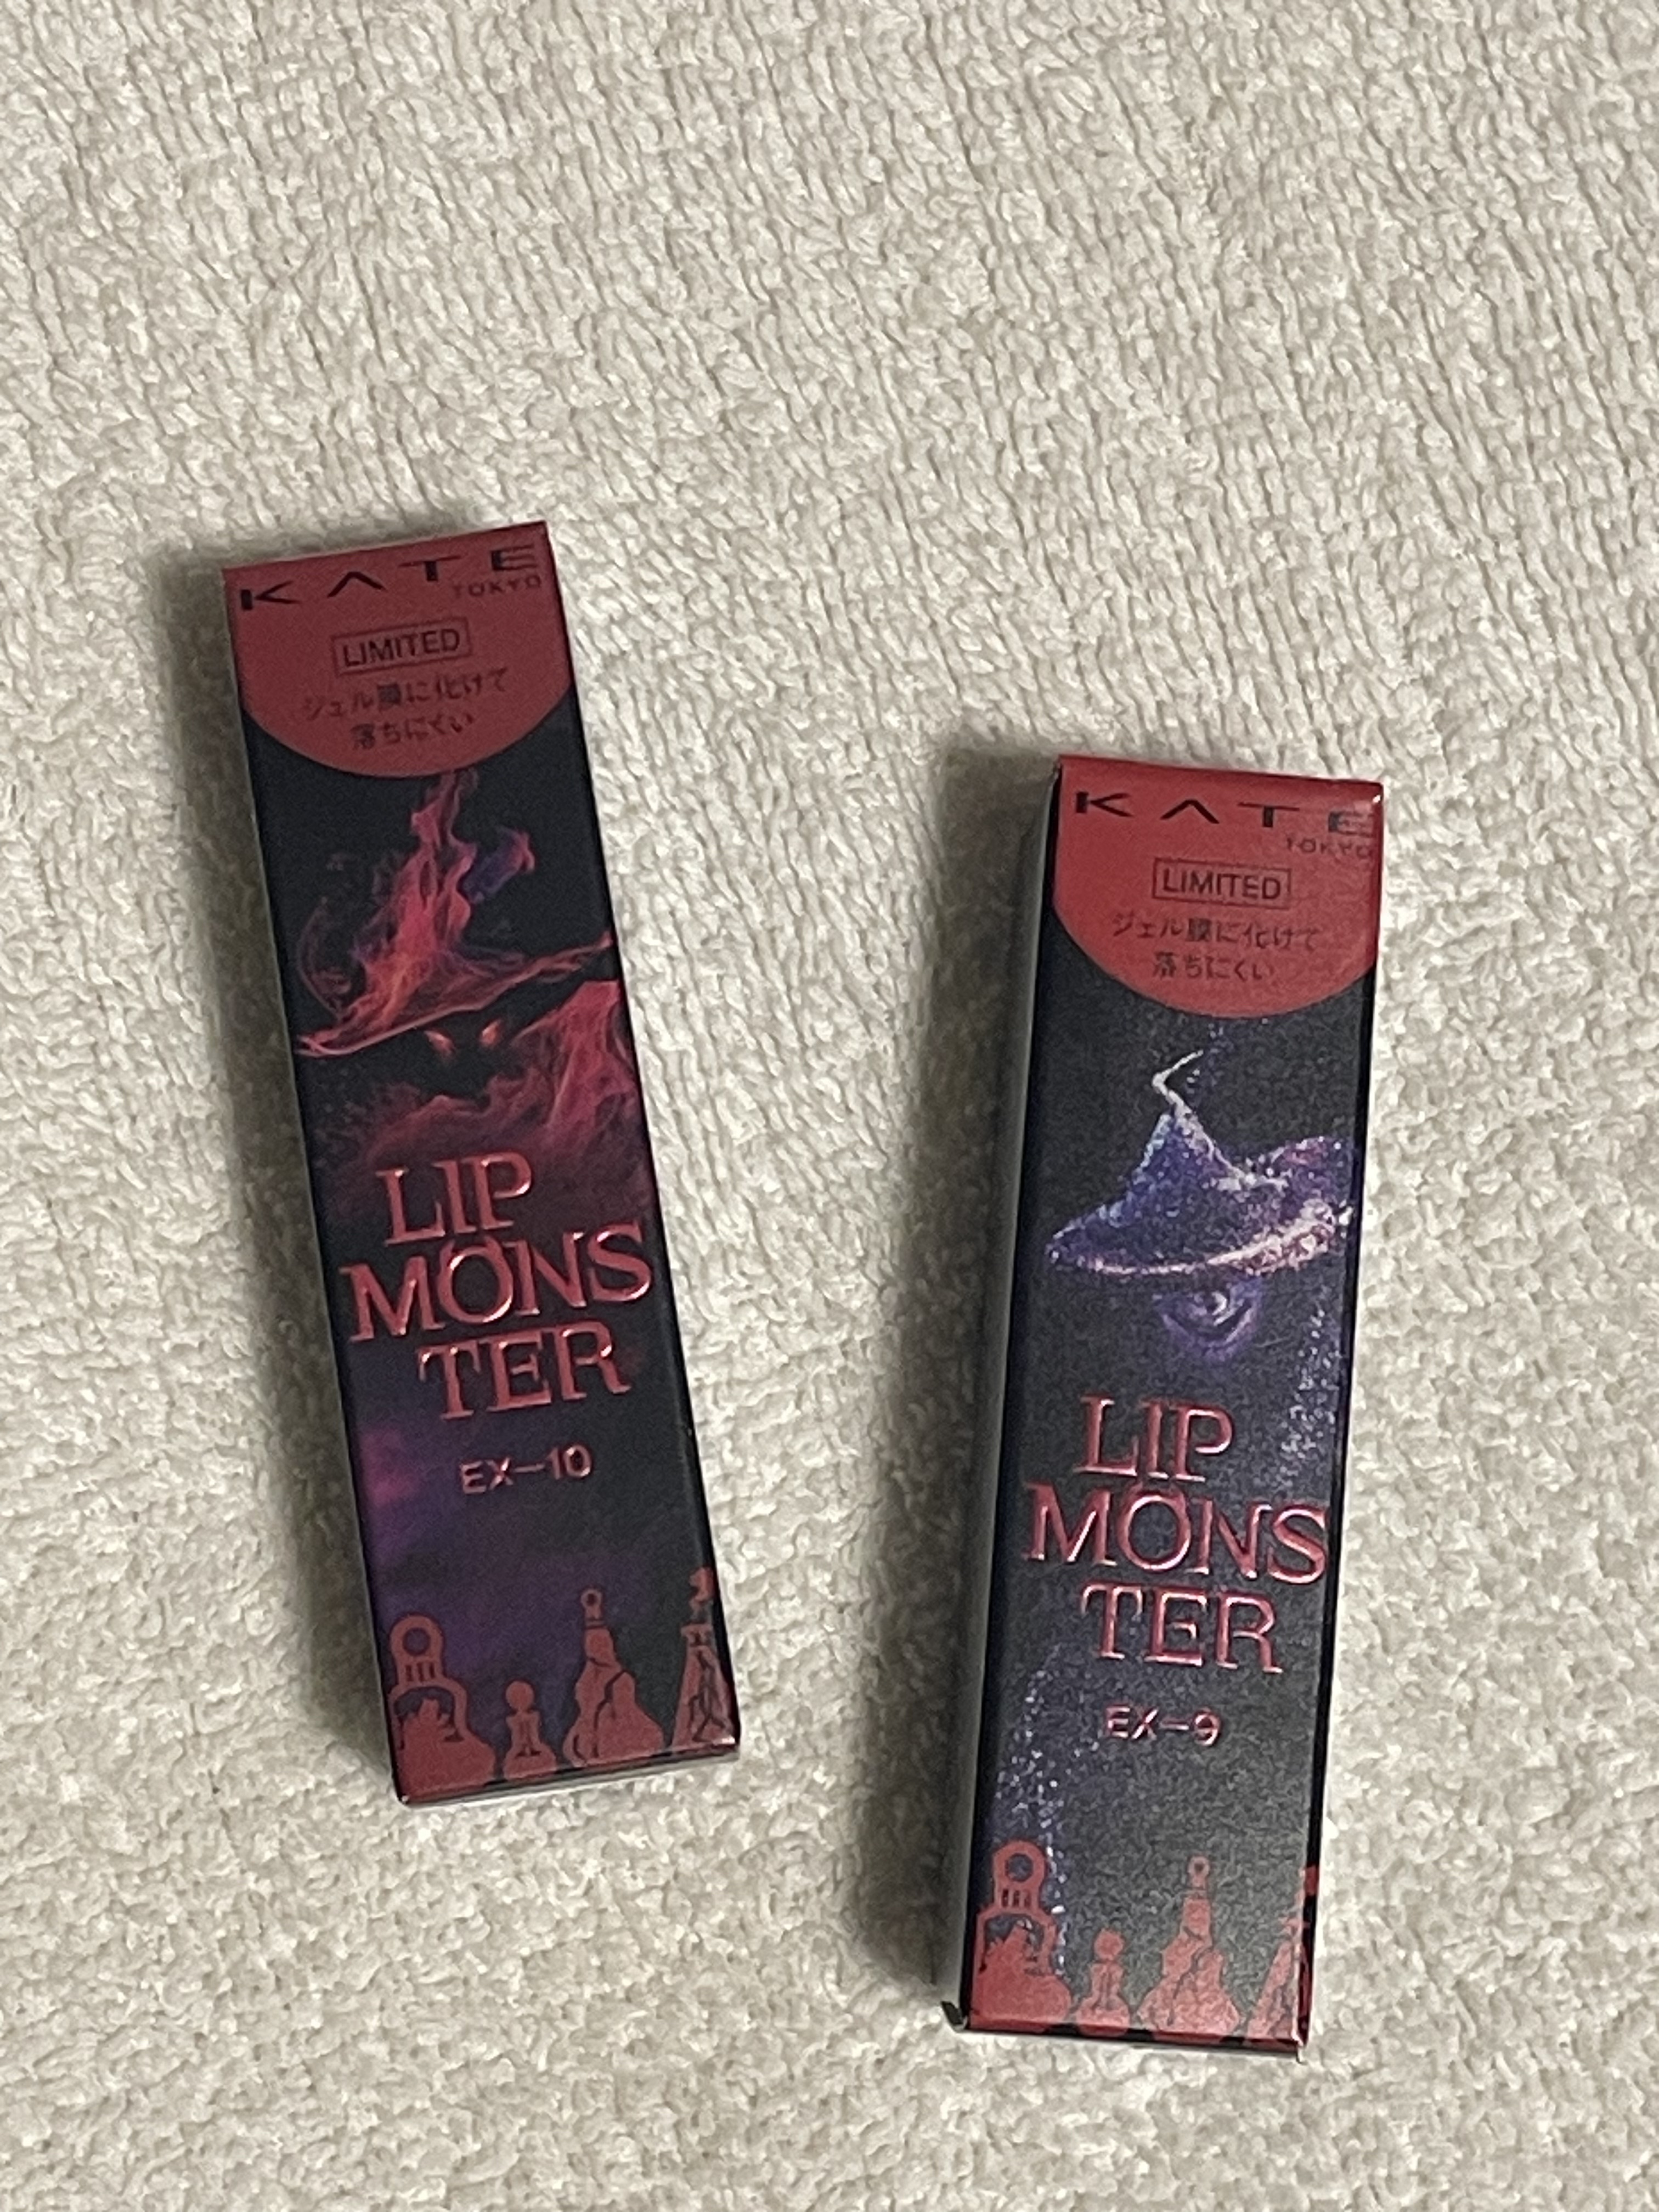 KATE
TOKYO
LIMITED
ジェル膜に化けて
落ちにくい
LIP
MONS
TER
EX-10
KATE
TOKYO
LIMITED
ジェル膜に化けて
落ちにくい
LIP
MONS
TER
EX-9